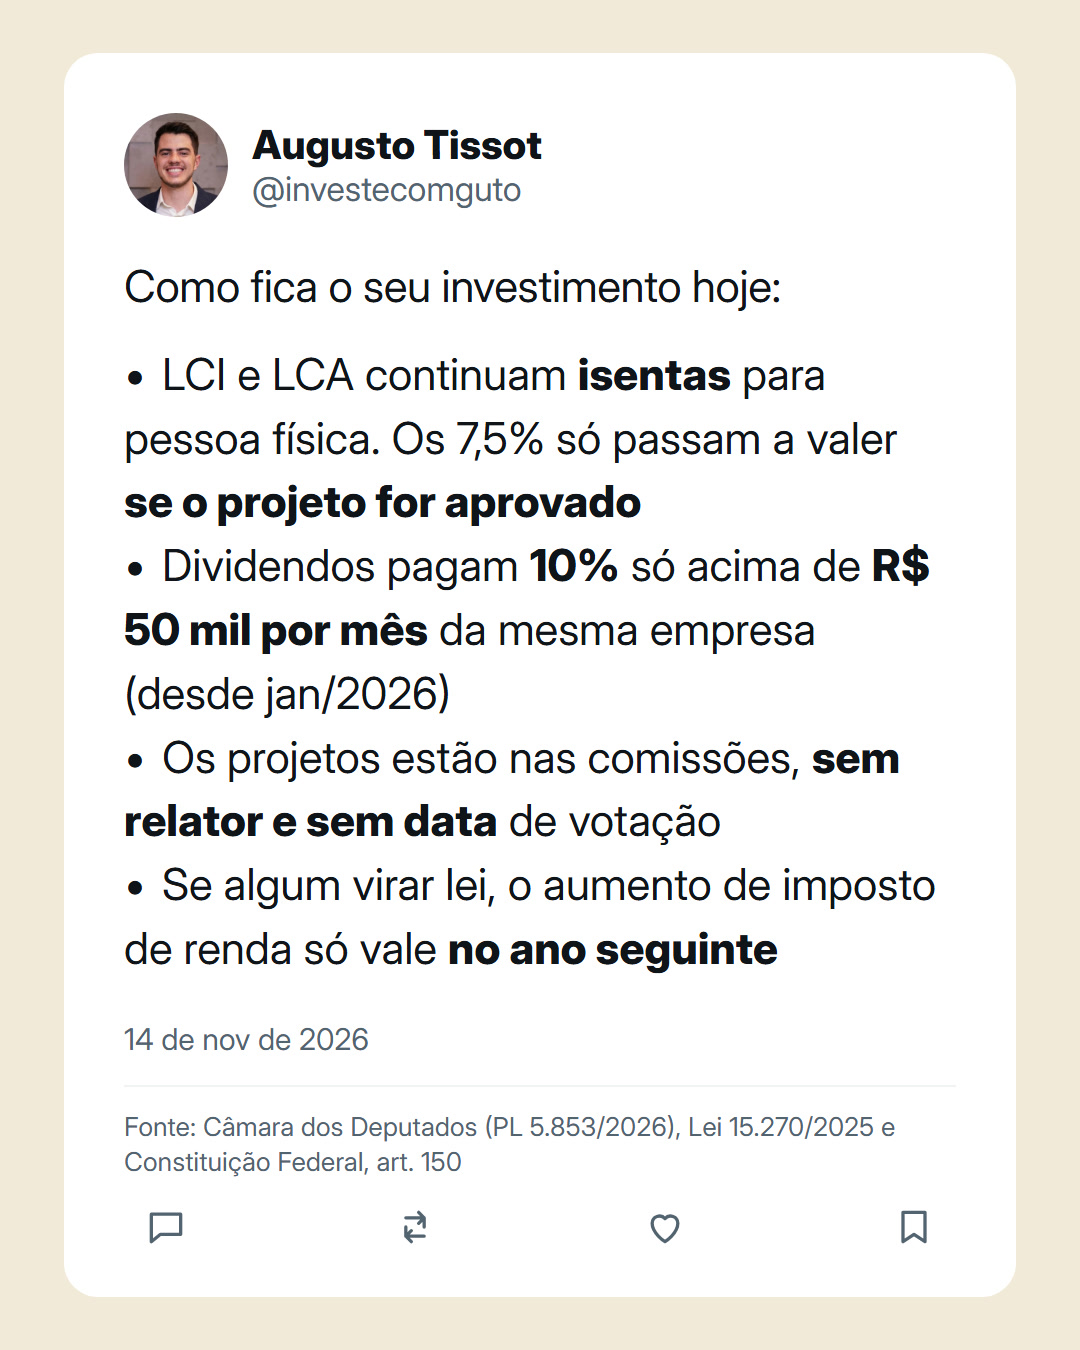 Augusto Tissot
@investecomguto
Como fica o seu investimento hoje:
• LCI e LCA continuam isentas para
pessoa física. Os 7,5% só passam a valer
se o projeto for aprovado
• Dividendos pagam 10% só acima de R$
50 mil por mês da mesma empresa
(desde jan/2026)
• Os projetos estão nas comissões, sem
relator e sem data de votação
• Se algum virar lei, o aumento de imposto
de renda só vale no ano seguinte
14 de nov de 2026
Fonte: Câmara dos Deputados (PL 5.853/2026), Lei 15.270/2025 e
Constituição Federal, art. 150